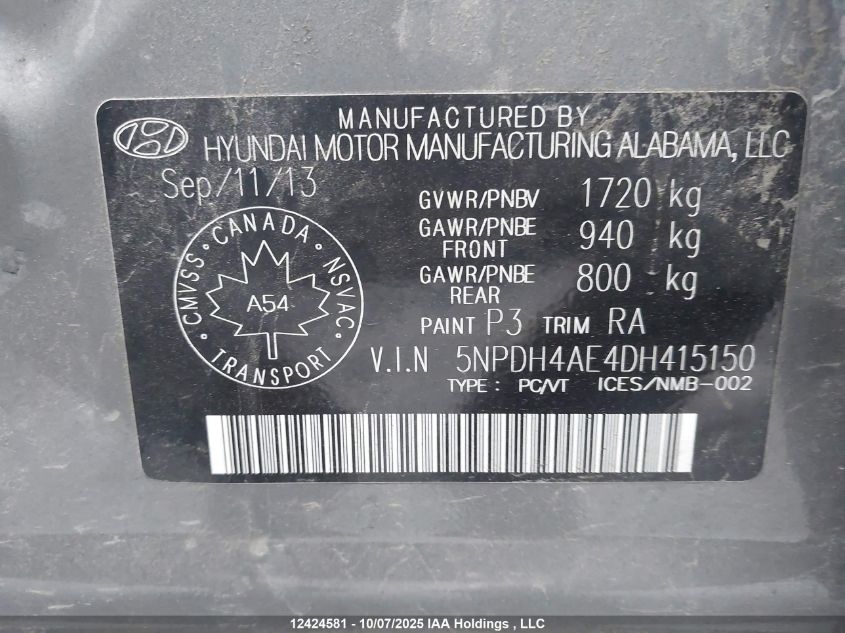 MANUFACTURED BY
HYUNDAI MOTOR MANUFACTURING ALABAMA, LLC
Sep/11/13
GVWR/PNBV 1720 kg
GAWR/PNBE FRONT 940 kg
GAWR/PNBE REAR 800 kg
PAINT P3 TRIM RA
V.I.N 5NPDH4AE4DH415150
TYPE : PC/VT ICES/NMB-002
CMVSS • CANADA • NSVAC • TRANSPORT •
A54
12424581 - 10/07/2025 IAA Holdings , LLC